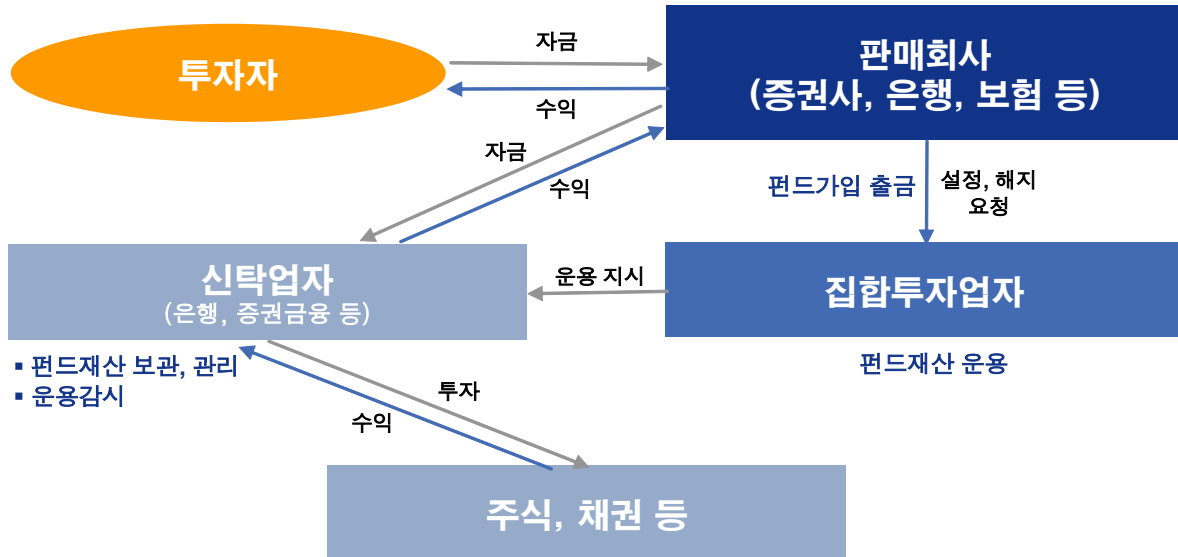 자금
투자자
판매회사
(증권사, 은행, 보험 등)
수익
자금
수익
펀드가입 출금
설정, 해지
요청
신탁업자
(은행, 증권금융 등)
운용 지시
집합투자업자
▪ 펀드재산 보관, 관리
▪ 운용감시
펀드재산 운용
투자
수익
주식, 채권 등